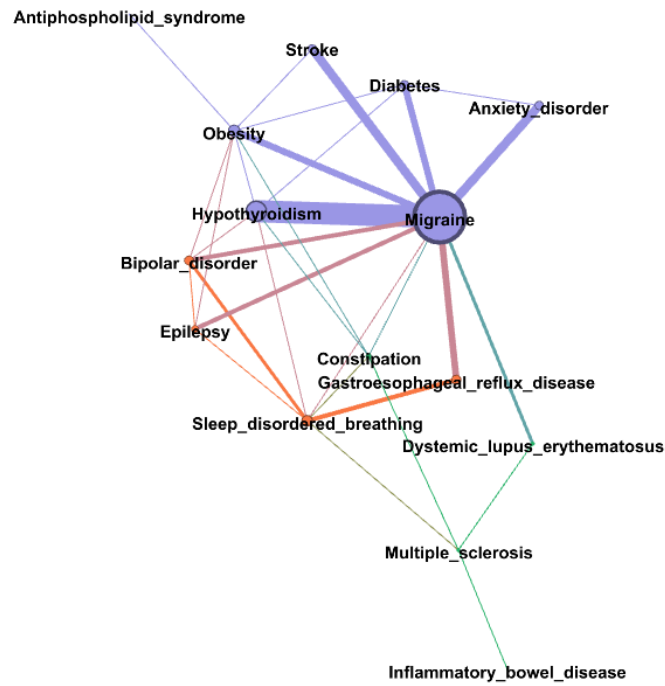 Antiphospholipid_syndrome
Stroke
Diabetes
Anxiety_disorder
Obesity
Hypothyroidism
Migraine
Bipolar_disorder
Epilepsy
Constipation
Gastroesophageal_reflux_disease
Sleep_disordered_breathing
Dystemic_lupus_erythematosus
Multiple_sclerosis
Inflammatory_bowel_disease